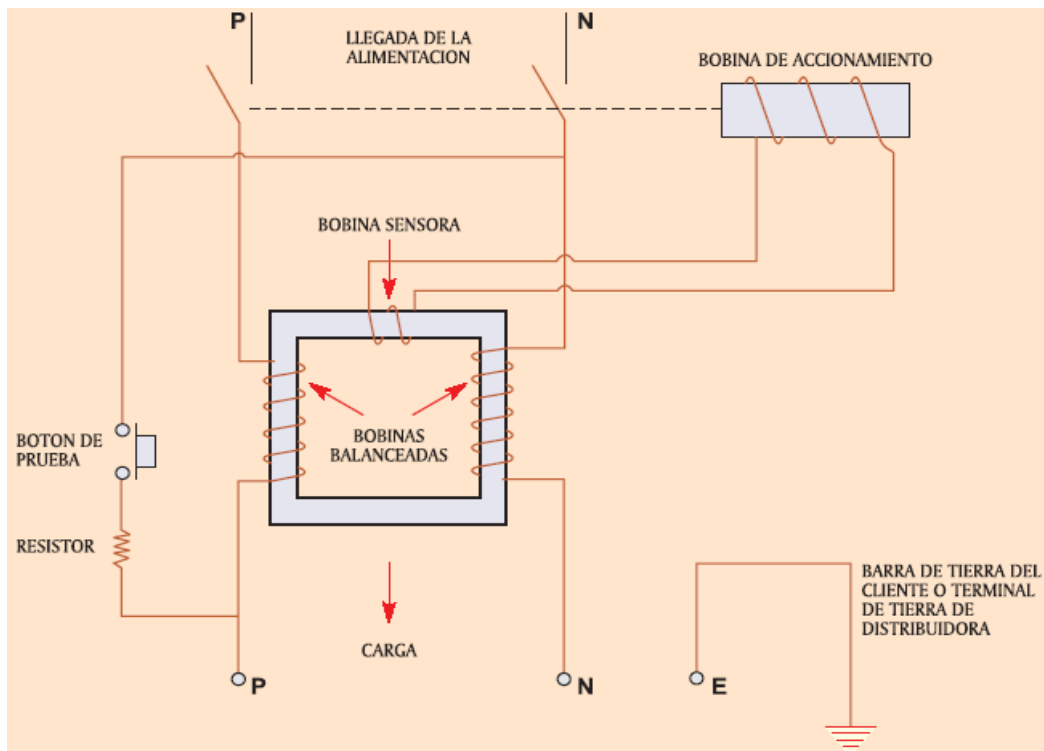 P
N
LLEGADA DE LA
ALIMENTACION
BOBINA DE ACCIONAMIENTO
BOBINA SENSORA
BOBINAS
BALANCEADAS
BOTON DE
PRUEBA
RESISTOR
CARGA
BARRA DE TIERRA DEL
CLIENTE O TERMINAL
DE TIERRA DE
DISTRIBUIDORA
P
N
E